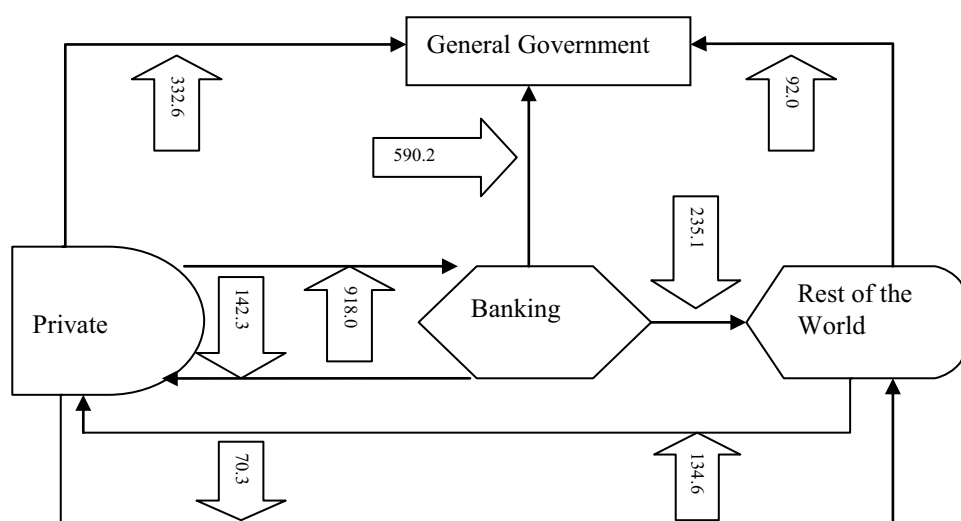 General Government
332.6
92.0
590.2
235.1
Private
142.3
918.0
Banking
Rest of the
World
70.3
134.6